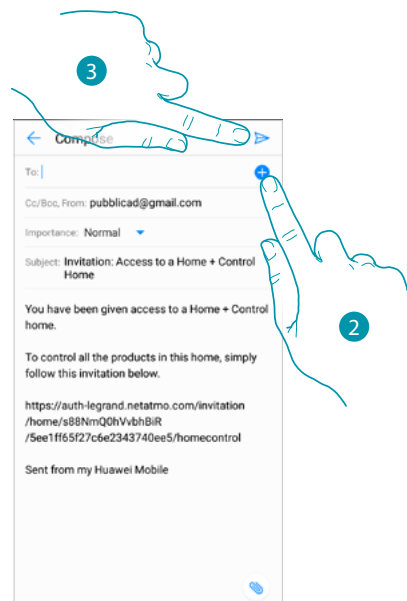 3
Compose
To:
Cc/Bcc, From: pubblicad@gmail.com
Importance: Normal
Subject: Invitation: Access to a Home + Control
Home
You have been given access to a Home + Control
home.
2
To control all the products in this home, simply
follow this invitation below.
https://auth-legrand.netatmo.com/invitation
/home/s88NmQ0hVvbhBiR
/5ee1ff65f27c6e2343740ee5/homecontrol
Sent from my Huawei Mobile